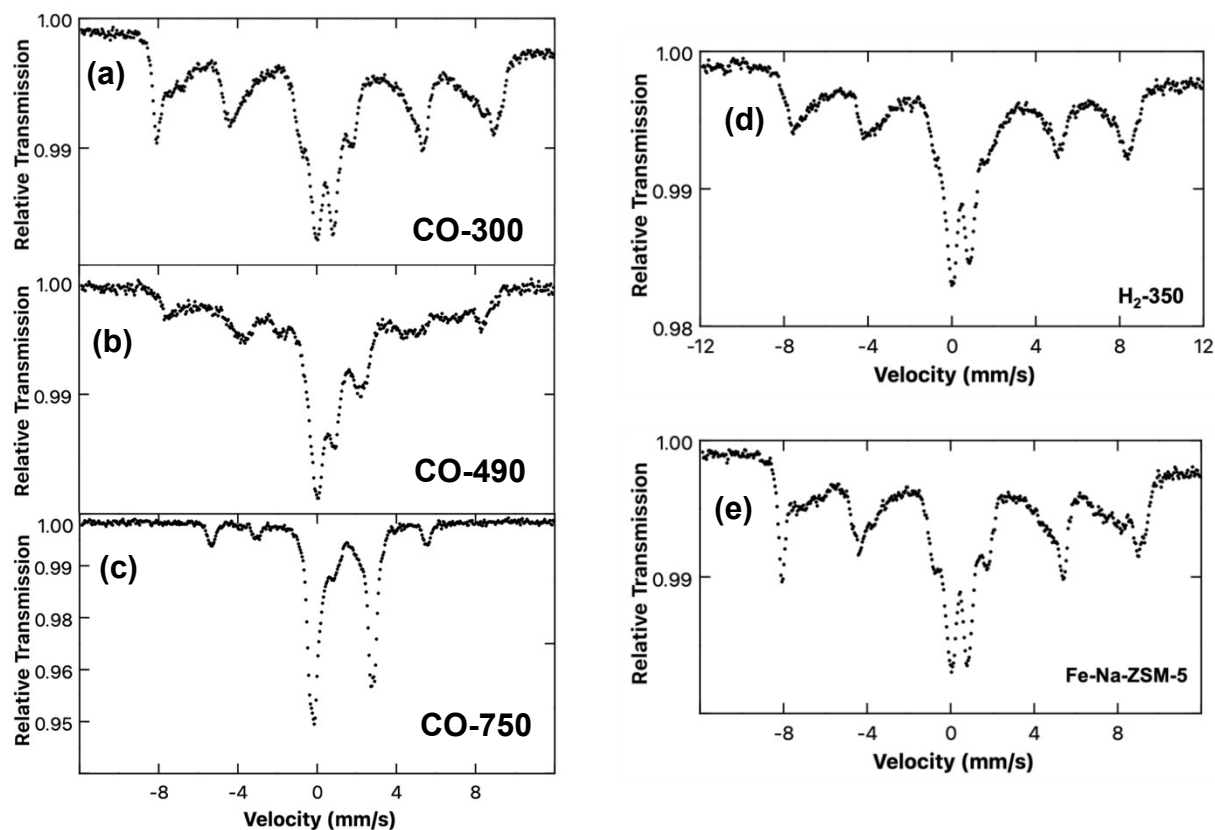 1.00
(a)
0.99
CO-300
Relative Transmission
1.00
(b)
0.99
CO-490
Relative Transmission
1.00
(c)
0.99
0.98
0.96
0.95
CO-750
Relative Transmission
-8 -4 0 4 8
Velocity (mm/s)
1.00
(d)
0.99
H₂-350
0.98
Relative Transmission
-12 -8 -4 0 4 8 12
Velocity (mm/s)
1.00
(e)
0.99
Fe-Na-ZSM-5
Relative Transmission
-8 -4 0 4 8
Velocity (mm/s)